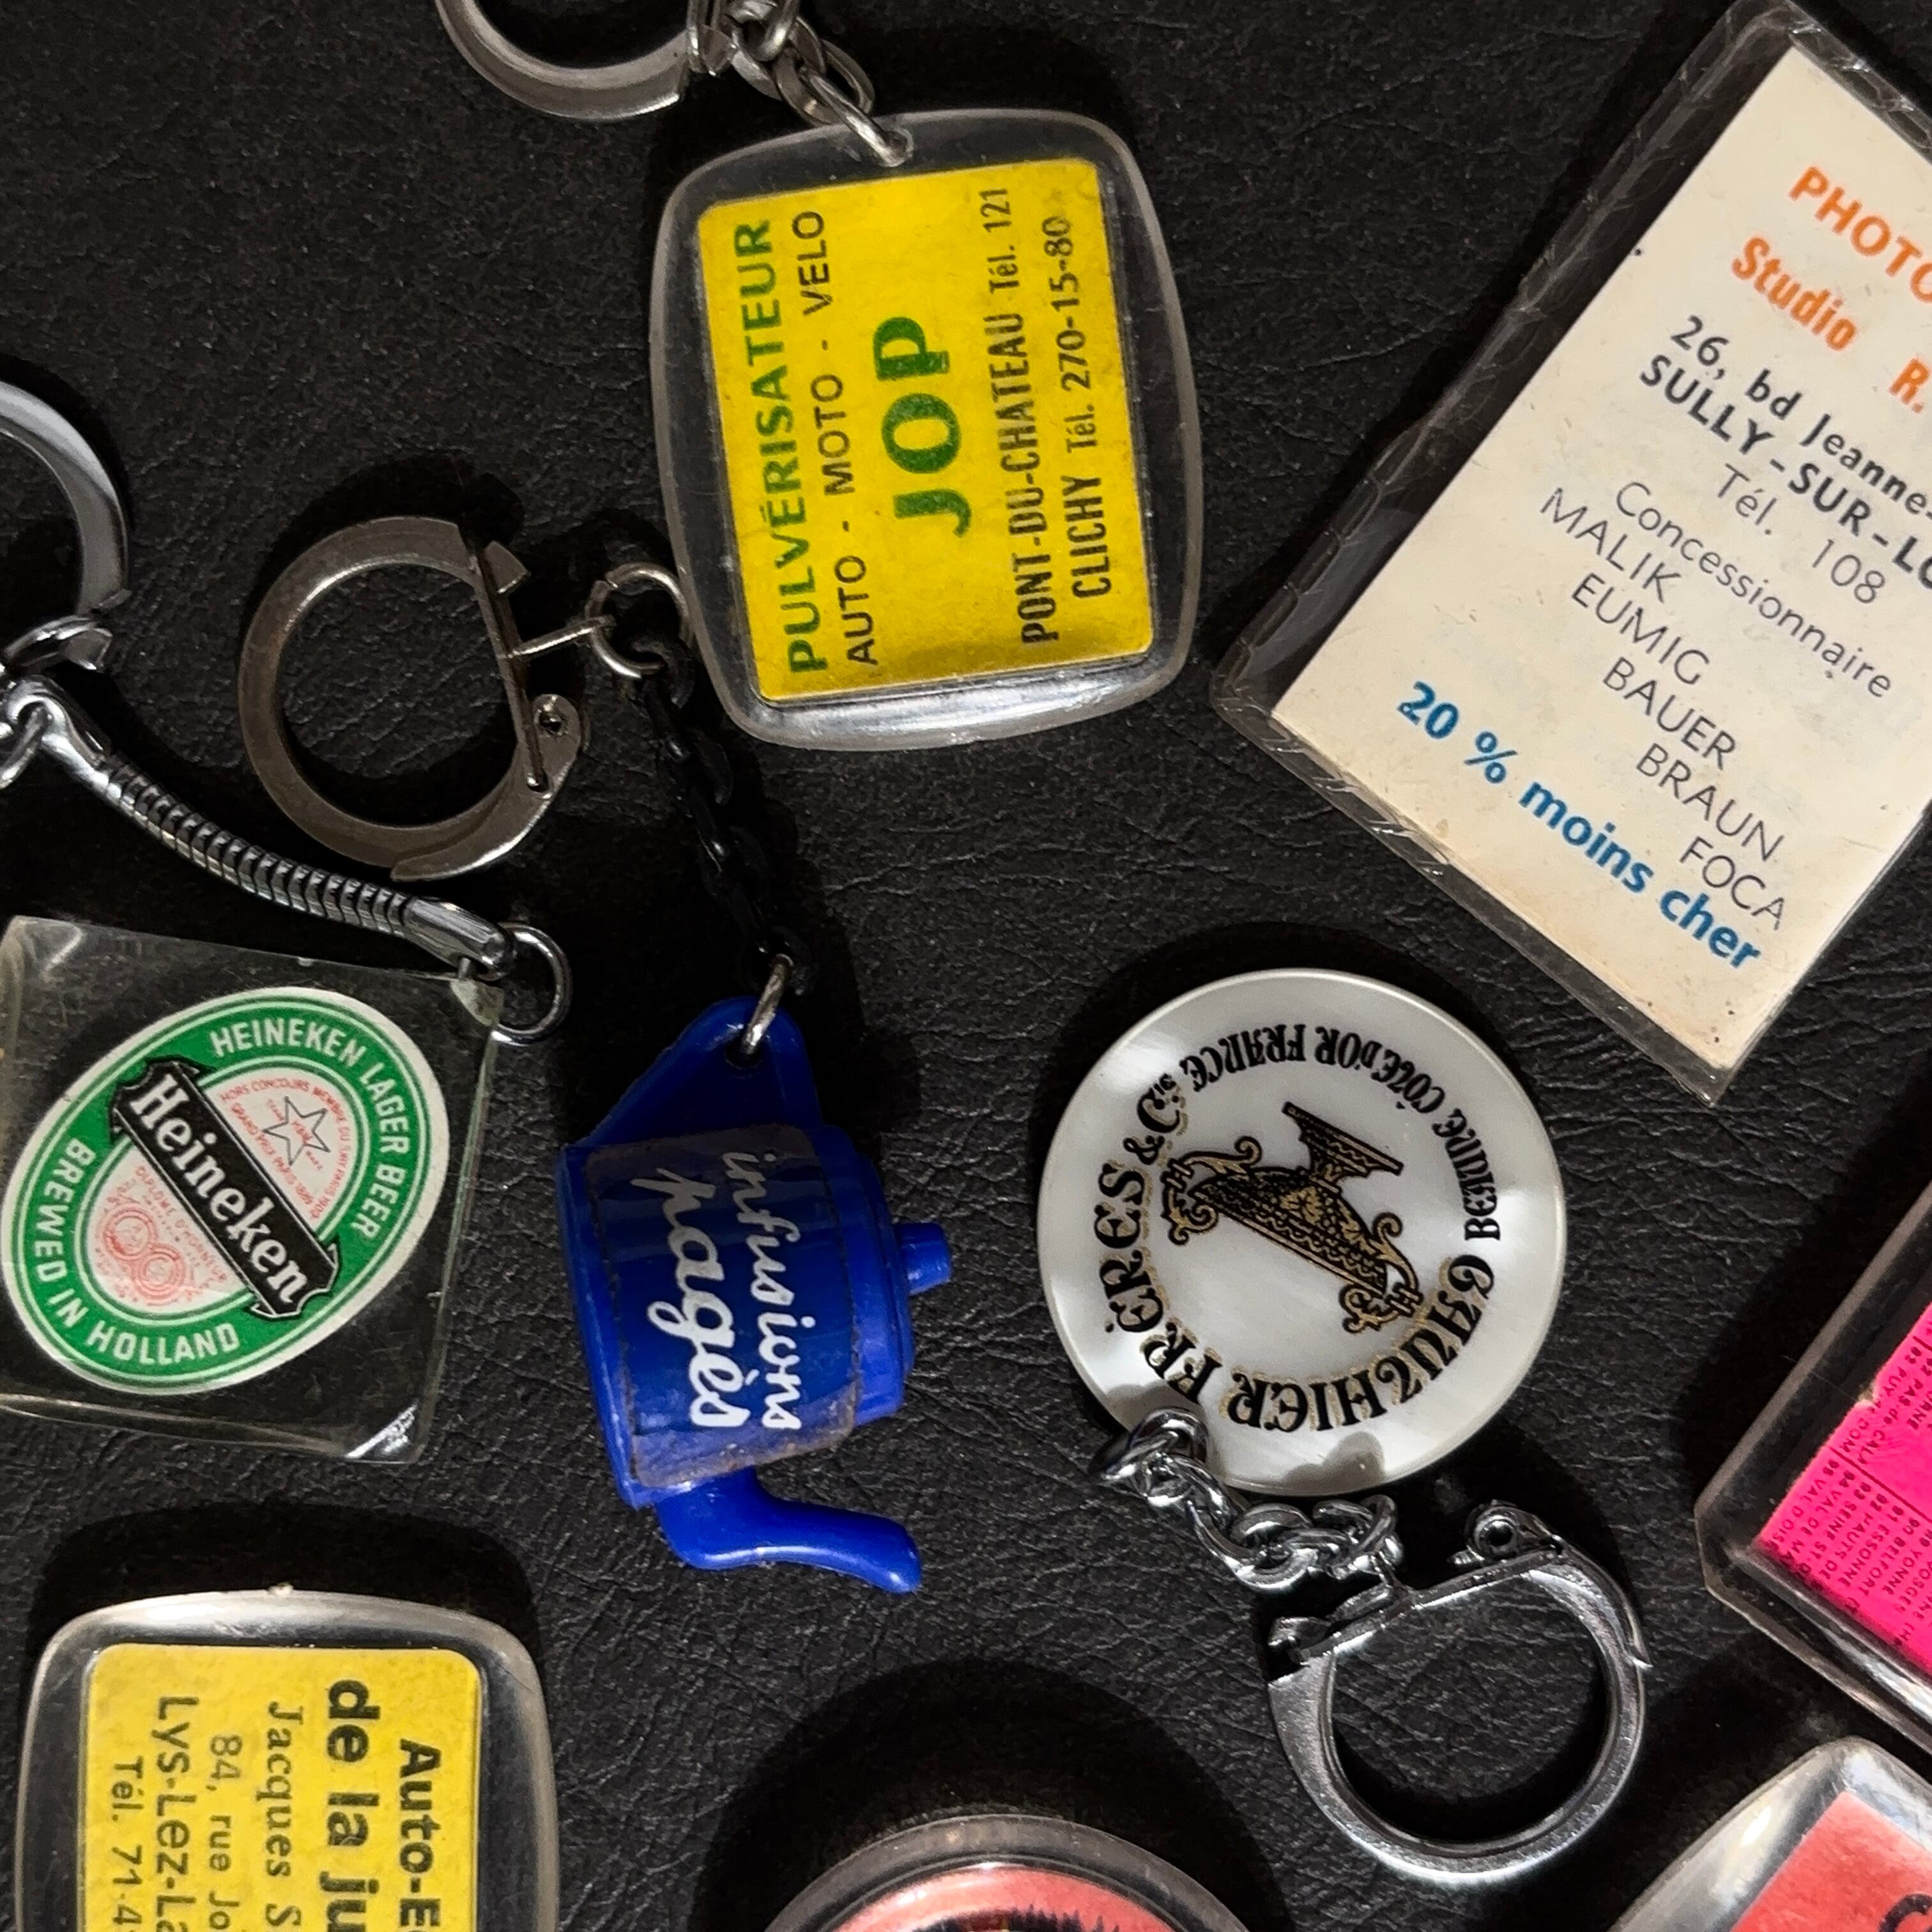 PULVÉRISATEUR
AUTO - MOTO - VELO
JOP
PONT-DU-CHATEAU Tél. 121
CLICHY Tél. 270-15-80
PHOTO
Studio R.
26, bd Jeanne-
SULLY-SUR-LO
Tél. 108
Concessionnaire
MALIK
EUMIG
BAUER
BRAUN
FOCA
20 % moins cher
HEINEKEN LAGER BEER
Heineken
BREWED IN HOLLAND
infusions
pagès
GAUTHIER FRÈRES & C
BEAUNE CÔTE D'OR FRANCE
Auto-E
de la ju
Jacques S
84, rue Jo
Lys-Lez-La
Tél. 71-4